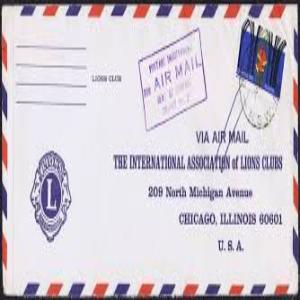 LIONS CLUB
AIR MAIL
VIA AIR MAIL
THE INTERNATIONAL ASSOCIATION of LIONS CLUBS
209 North Michigan Avenue
CHICAGO, ILLINOIS 60601
U. S. A.
LIONS
L